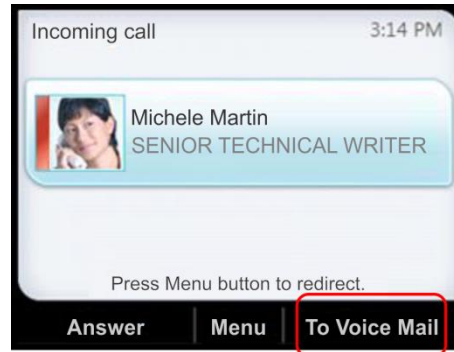 Incoming call 3:14 PM
Michele Martin
SENIOR TECHNICAL WRITER
Press Menu button to redirect.
Answer Menu To Voice Mail